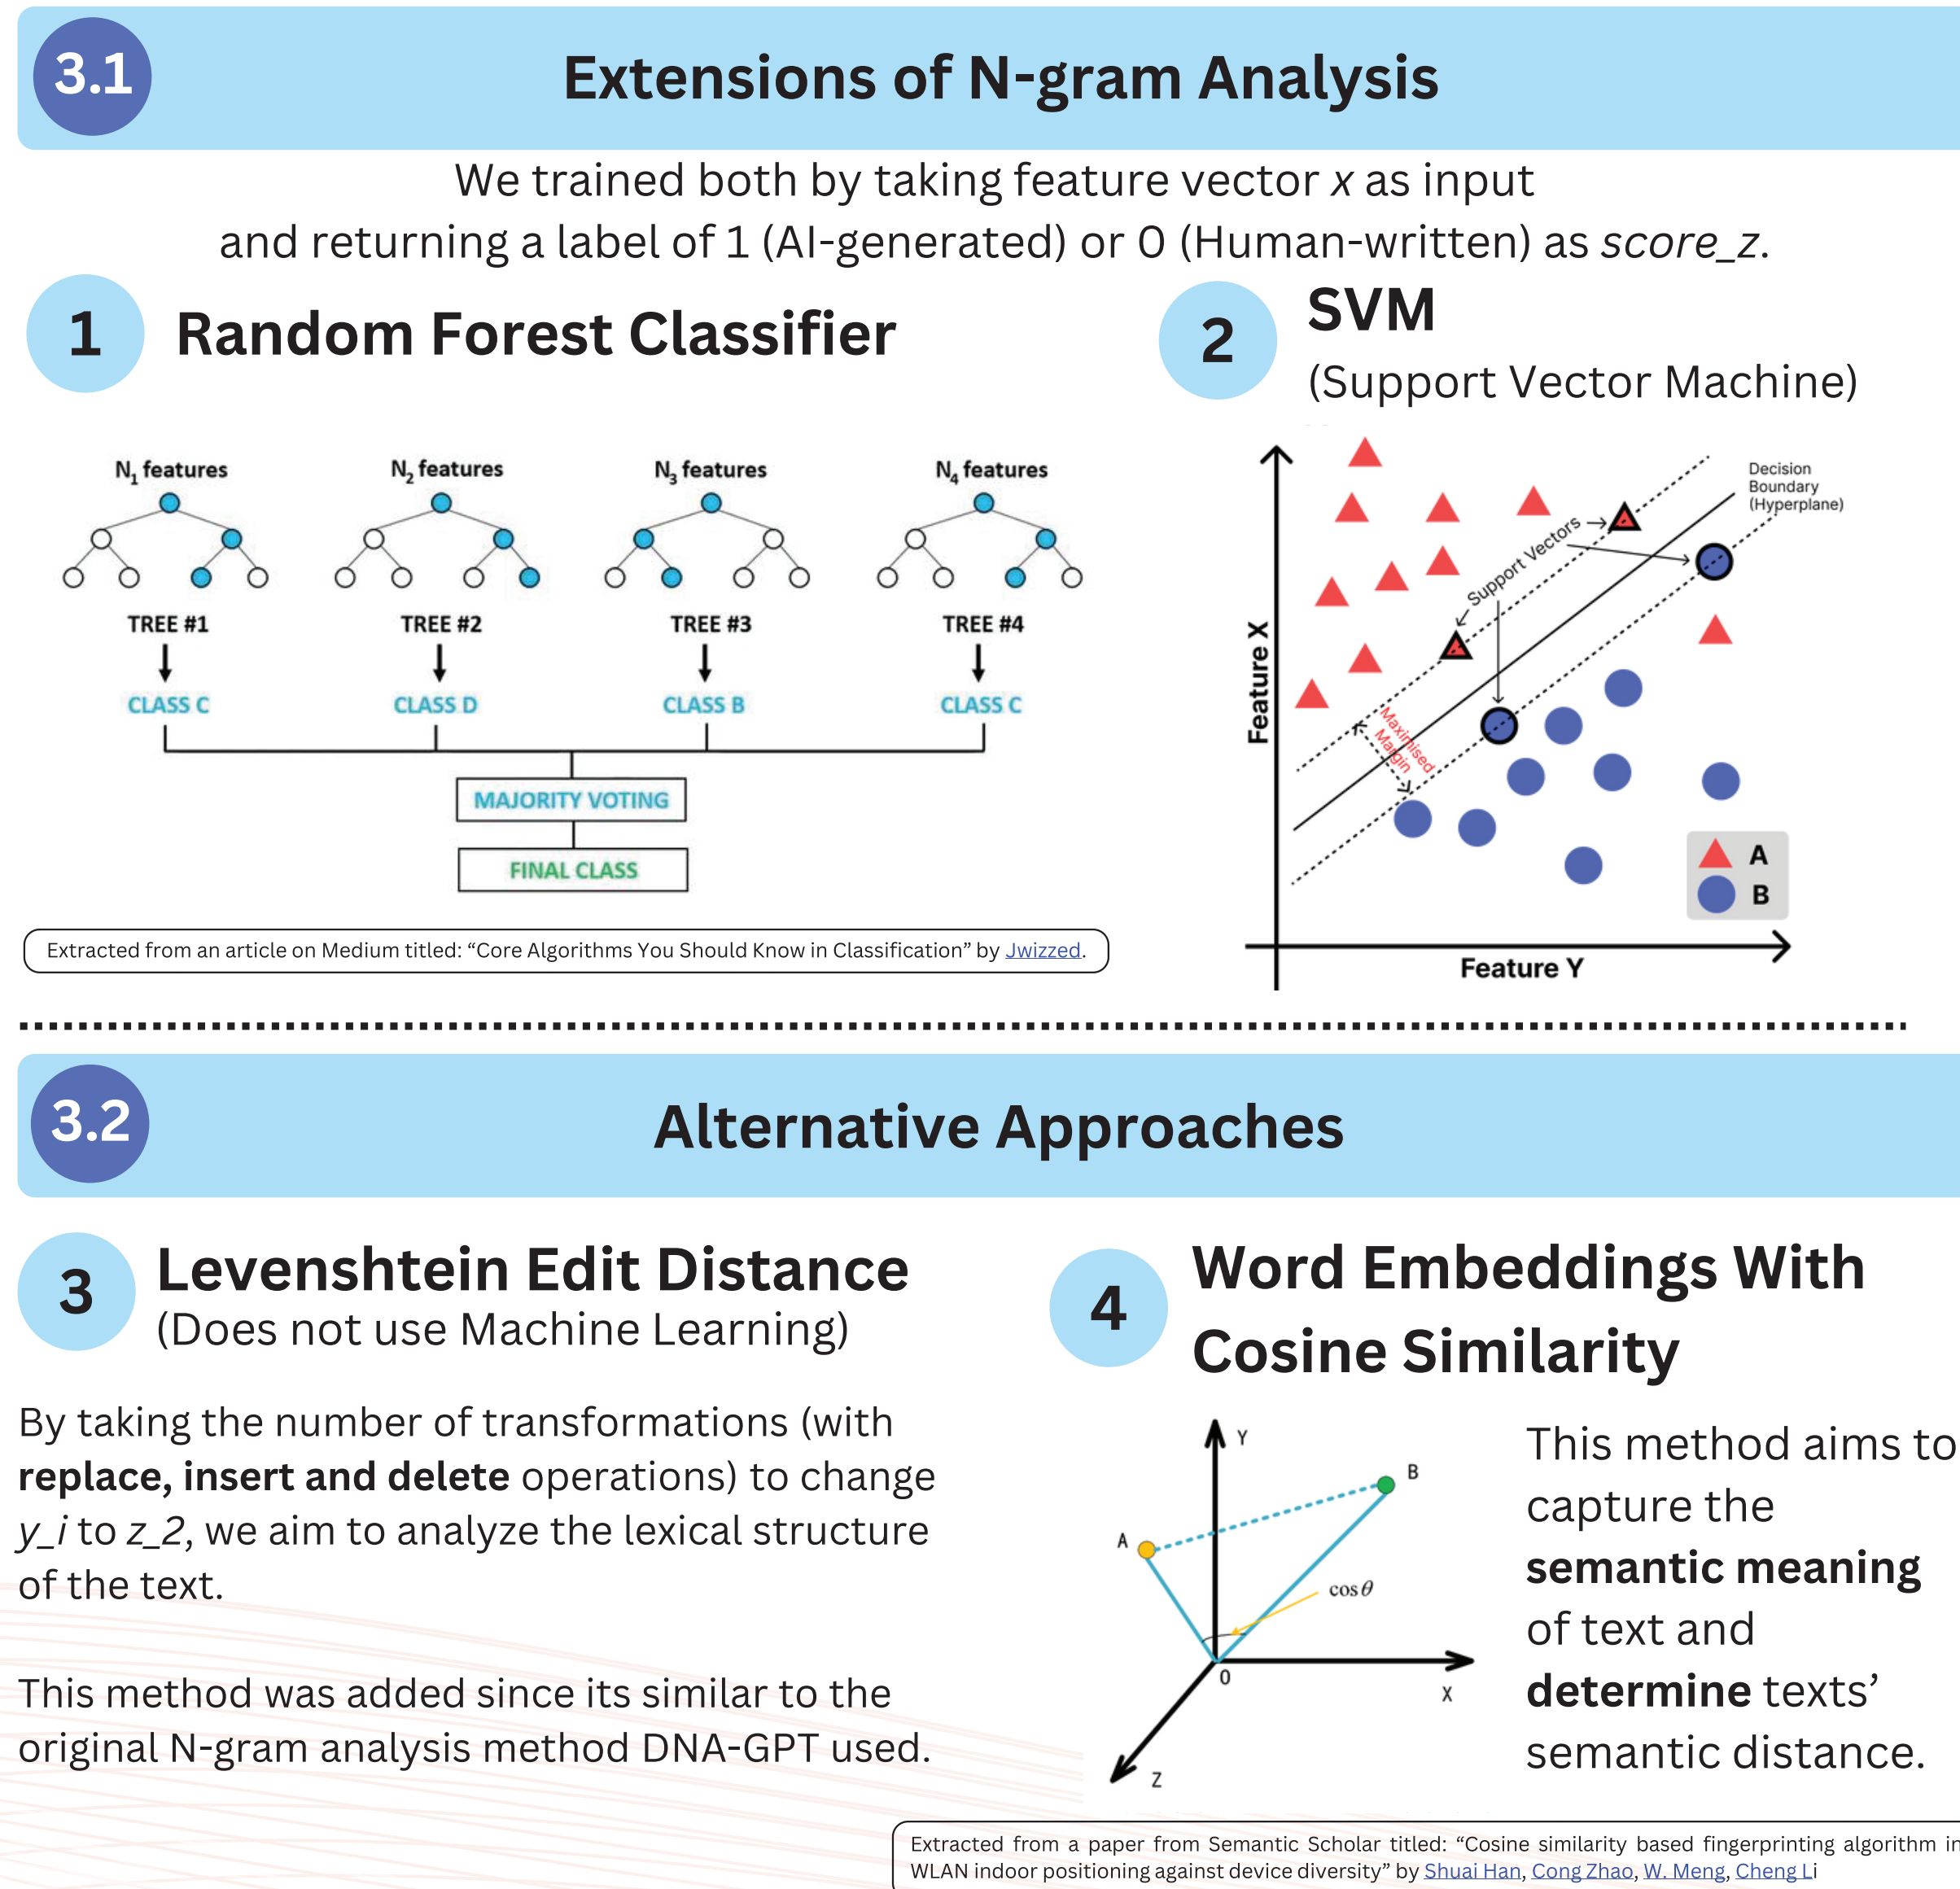 3.1
Extensions of N-gram Analysis
We trained both by taking feature vector x as input
and returning a label of 1 (AI-generated) or 0 (Human-written) as score_z.
1
Random Forest Classifier
N1 features
N2 features
N3 features
N4 features
TREE #1
TREE #2
TREE #3
TREE #4
CLASS C
CLASS D
CLASS B
CLASS C
MAJORITY VOTING
FINAL CLASS
Extracted from an article on Medium titled: “Core Algorithms You Should Know in Classification” by Jwizzed.
2
SVM
(Support Vector Machine)
Decision
Boundary
(Hyperplane)
Support Vectors
Feature X
Maximised
Margin
A
B
Feature Y
3.2
Alternative Approaches
3
Levenshtein Edit Distance
(Does not use Machine Learning)
By taking the number of transformations (with
replace, insert and delete operations) to change
y_i to z_2, we aim to analyze the lexical structure
of the text.
This method was added since its similar to the
original N-gram analysis method DNA-GPT used.
4
Word Embeddings With
Cosine Similarity
Y
B
A
cos θ
0
X
Z
This method aims to
capture the
semantic meaning
of text and
determine texts’
semantic distance.
Extracted from a paper from Semantic Scholar titled: “Cosine similarity based fingerprinting algorithm in
WLAN indoor positioning against device diversity” by Shuai Han, Cong Zhao, W. Meng, Cheng Li